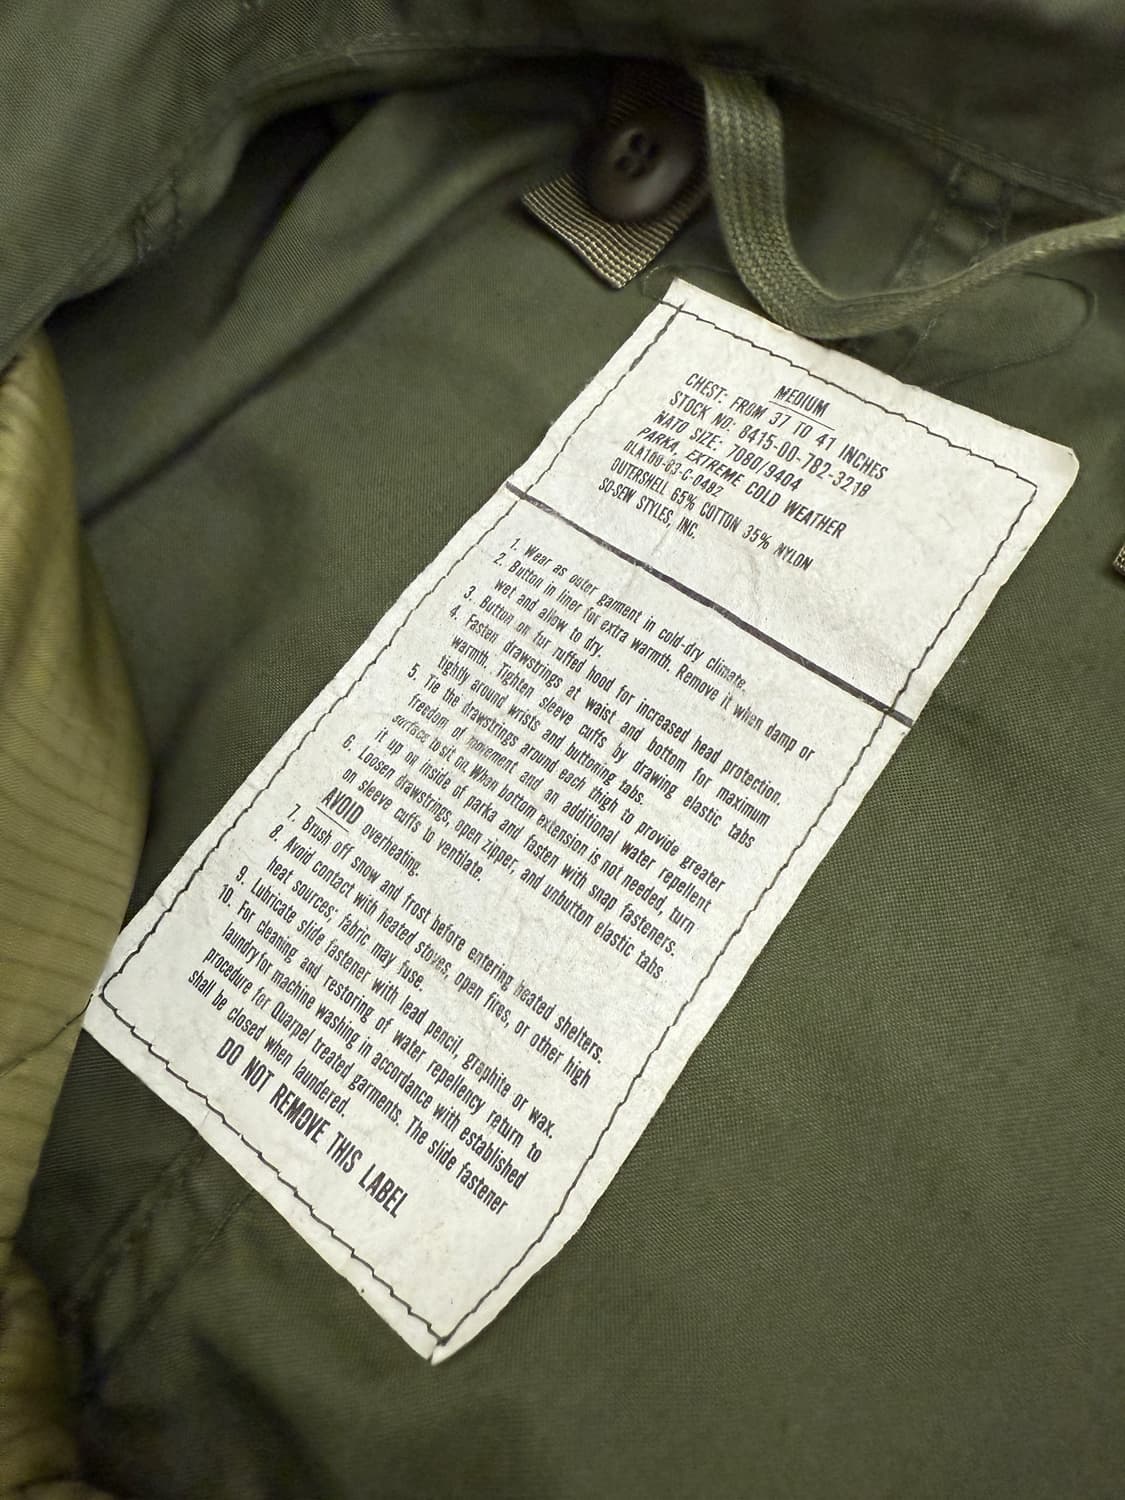 MEDIUM
CHEST: FROM 37 TO 41 INCHES
STOCK NO: 8415-00-782-3218
NATO SIZE: 7080/9404
PARKA, EXTREME COLD WEATHER
DLA100-83-C-0482
OUTERSHELL 65% COTTON 35% NYLON
SO-SEW STYLES, INC.
1. Wear as outer garment in cold-dry climate.
2. Button in liner for extra warmth. Remove it when damp or
wet and allow to dry.
3. Button on fur ruffed hood for increased head protection.
4. Fasten drawstrings at waist and bottom for maximum
warmth. Tighten sleeve cuffs by drawing elastic tabs
tightly around wrists and buttoning tabs.
5. Tie the drawstrings around each thigh to provide greater
freedom of movement and an additional water repellent
surface to sit on. When bottom extension is not needed, turn
it up on inside of parka and fasten with snap fasteners.
6. Loosen drawstrings, open zipper, and unbutton elastic tabs
on sleeve cuffs to ventilate.
AVOID overheating.
7. Brush off snow and frost before entering heated shelters.
8. Avoid contact with heated stoves, open fires, or other high
heat sources; fabric may fuse.
9. Lubricate slide fastener with lead pencil, graphite or wax.
10. For cleaning and restoring of water repellency return to
laundry for machine washing in accordance with established
procedure for Quarpel treated garments. The slide fastener
shall be closed when laundered.
DO NOT REMOVE THIS LABEL